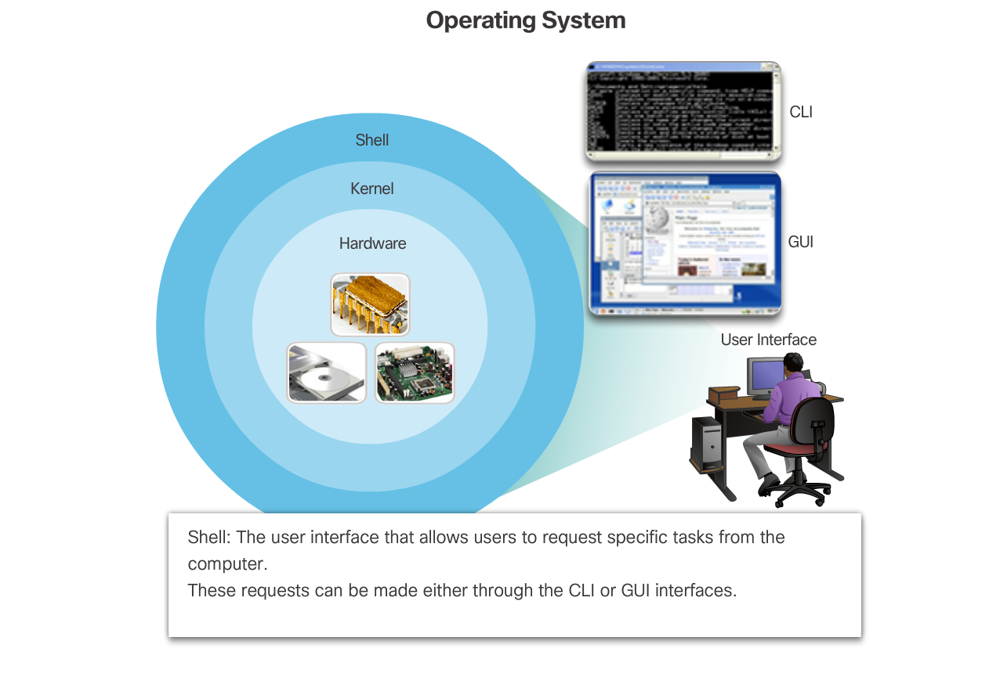 Operating System
CLI
Shell
Kernel
Hardware
GUI
User Interface
Shell: The user interface that allows users to request specific tasks from the
computer.
These requests can be made either through the CLI or GUI interfaces.